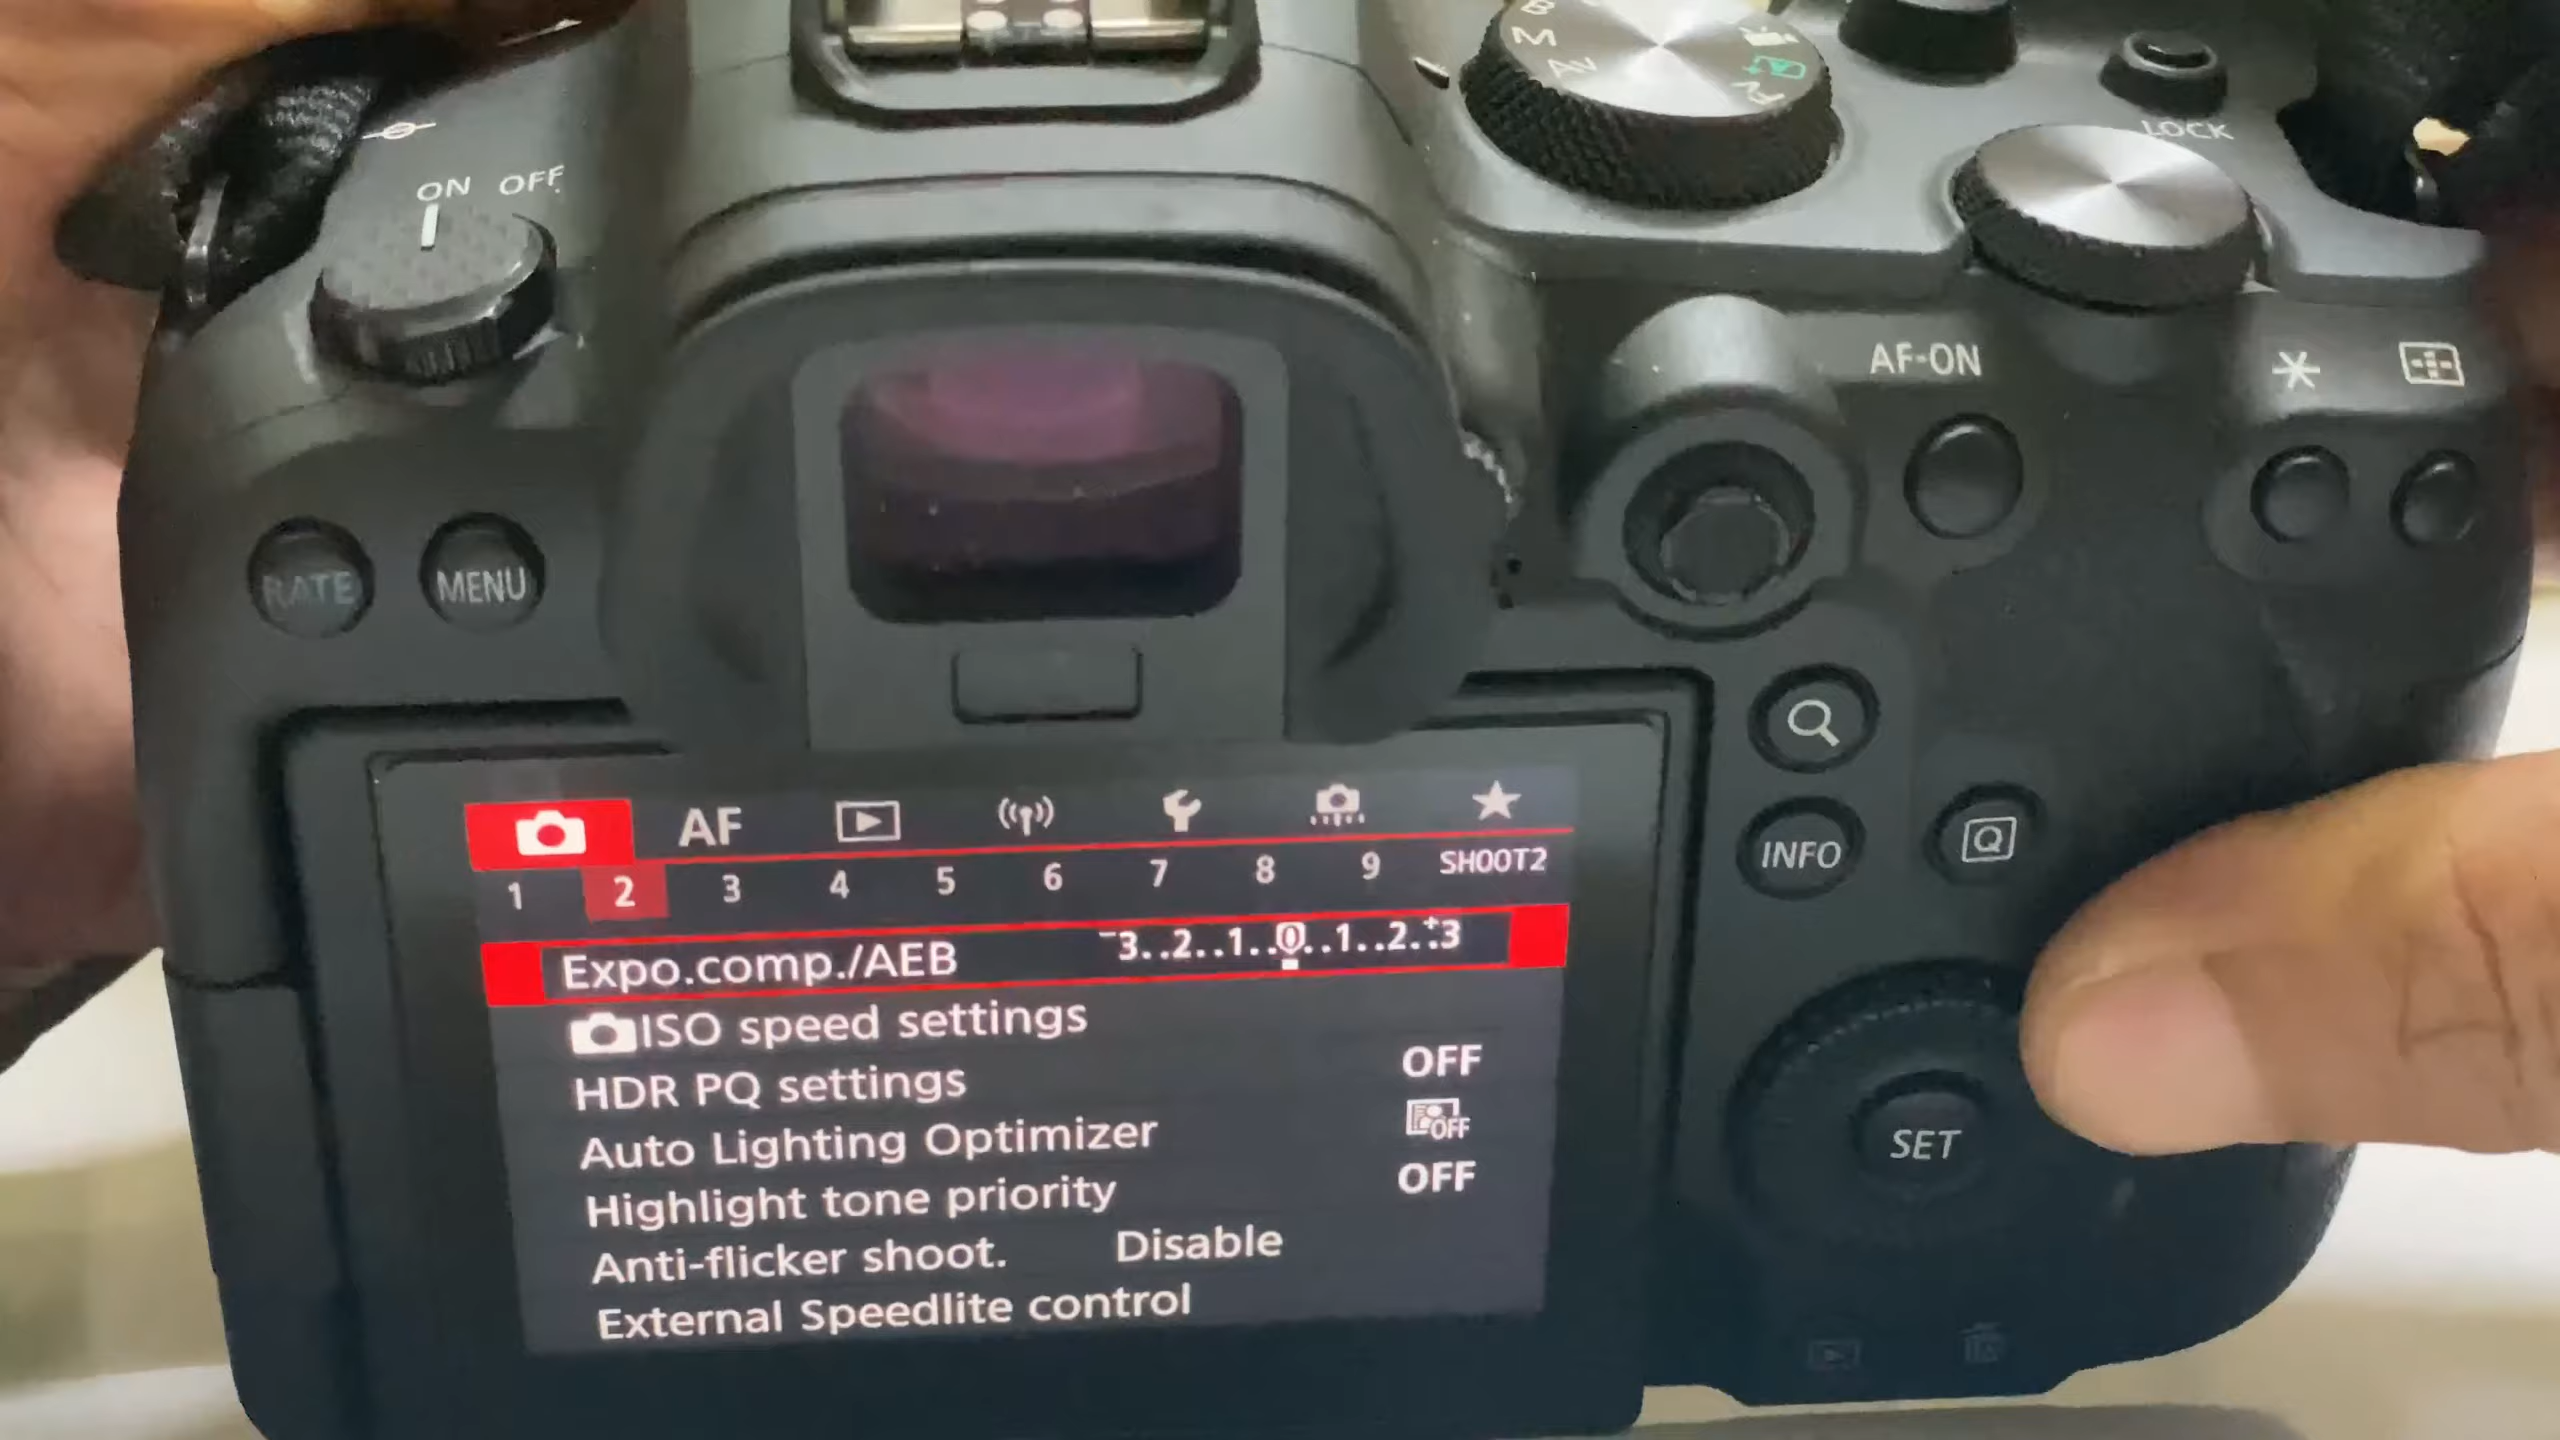 B
M
Av
Fv
LOCK
ON OFF
AF-ON
RATE MENU
INFO
Q
SET
AF
1 2 3 4 5 6 7 8 9 SHOOT2
Expo.comp./AEB -3..2..1..0..1..2..+3
ISO speed settings
HDR PQ settings OFF
Auto Lighting Optimizer OFF
Highlight tone priority OFF
Anti-flicker shoot. Disable
External Speedlite control